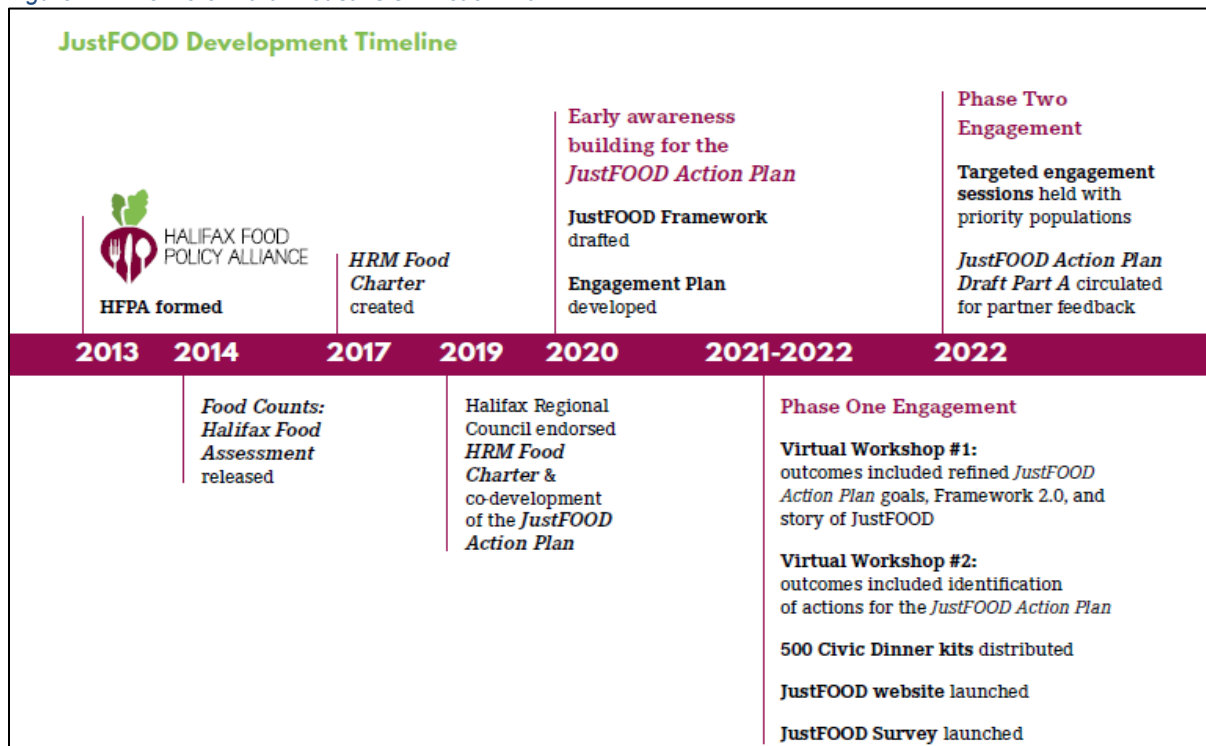 JustFOOD Development Timeline
HALIFAX FOOD
POLICY ALLIANCE
HFPA formed
HRM Food
Charter
created
Early awareness
building for the
JustFOOD Action Plan
JustFOOD Framework
drafted
Engagement Plan
developed
Phase Two
Engagement
Targeted engagement
sessions held with
priority populations
JustFOOD Action Plan
Draft Part A circulated
for partner feedback
2013 2014 2017 2019 2020 2021-2022 2022
Food Counts:
Halifax Food
Assessment
released
Halifax Regional
Council endorsed
HRM Food
Charter &
co-development
of the JustFOOD
Action Plan
Phase One Engagement
Virtual Workshop #1:
outcomes included refined JustFOOD
Action Plan goals, Framework 2.0, and
story of JustFOOD
Virtual Workshop #2:
outcomes included identification
of actions for the JustFOOD Action Plan
500 Civic Dinner kits distributed
JustFOOD website launched
JustFOOD Survey launched